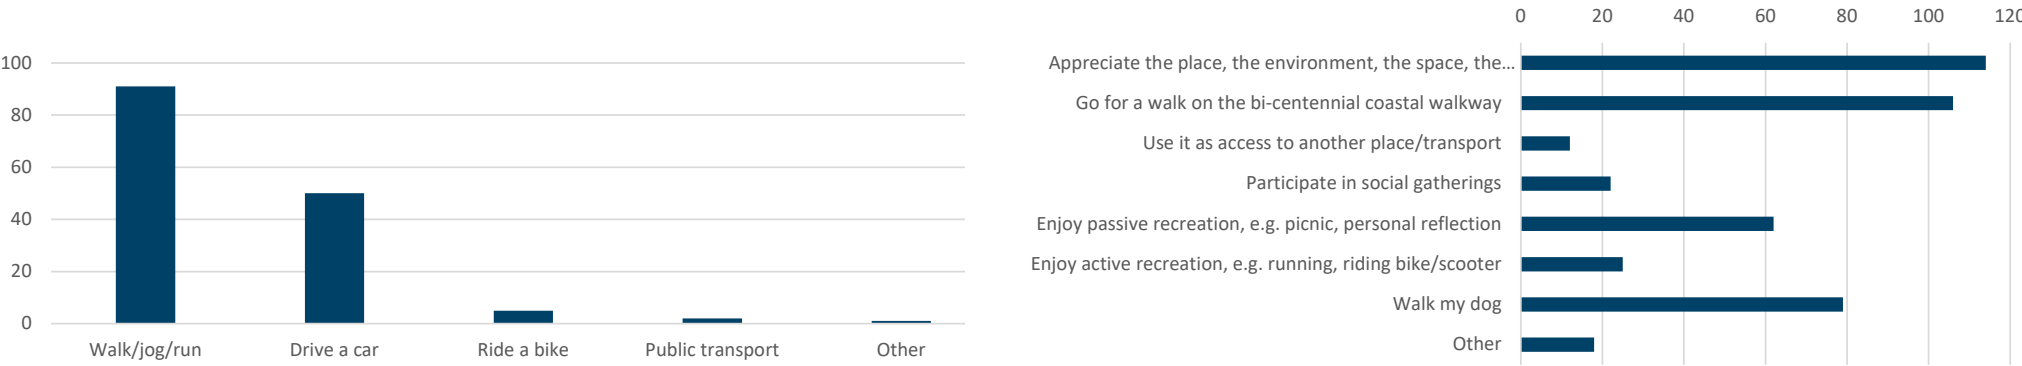 100
80
60
40
20
0
Walk/jog/run Drive a car Ride a bike Public transport Other
0 20 40 60 80 100 120
Appreciate the place, the environment, the space, the…
Go for a walk on the bi-centennial coastal walkway
Use it as access to another place/transport
Participate in social gatherings
Enjoy passive recreation, e.g. picnic, personal reflection
Enjoy active recreation, e.g. running, riding bike/scooter
Walk my dog
Other